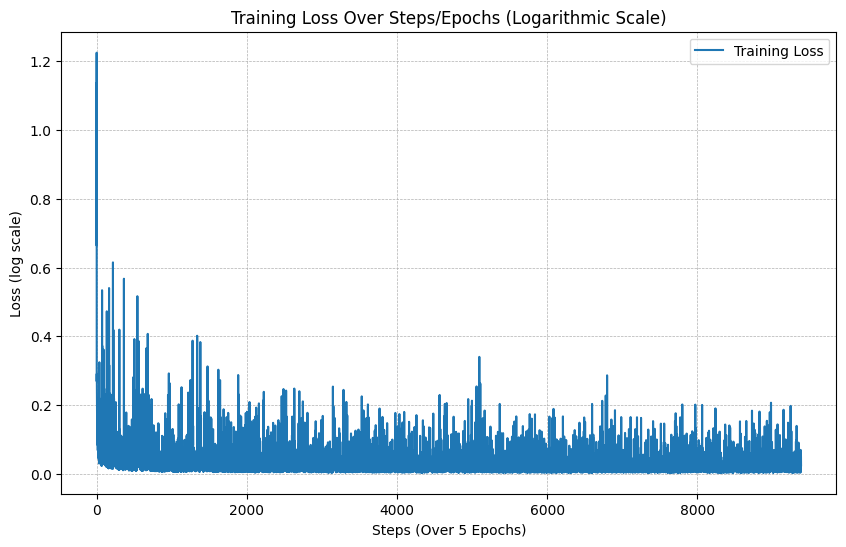 Training Loss Over Steps/Epochs (Logarithmic Scale)
Training Loss
Loss (log scale)
1.2
1.0
0.8
0.6
0.4
0.2
0.0
0 2000 4000 6000 8000
Steps (Over 5 Epochs)